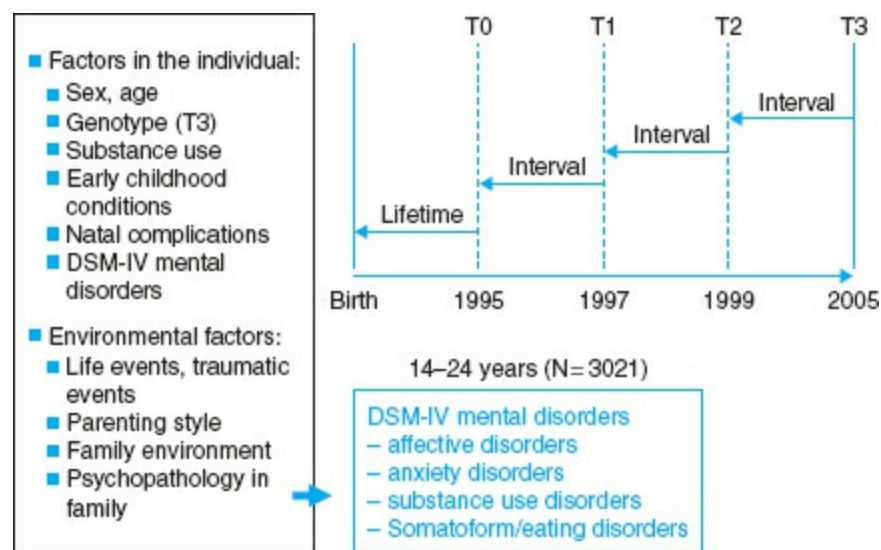 Factors in the individual:
Sex, age
Genotype (T3)
Substance use
Early childhood
conditions
Natal complications
DSM-IV mental
disorders
Environmental factors:
Life events, traumatic
events
Parenting style
Family environment
Psychopathology in
family
T0 T1 T2 T3
Interval
Interval
Interval
Lifetime
Birth 1995 1997 1999 2005
14–24 years (N=3021)
DSM-IV mental disorders
– affective disorders
– anxiety disorders
– substance use disorders
– Somatoform/eating disorders